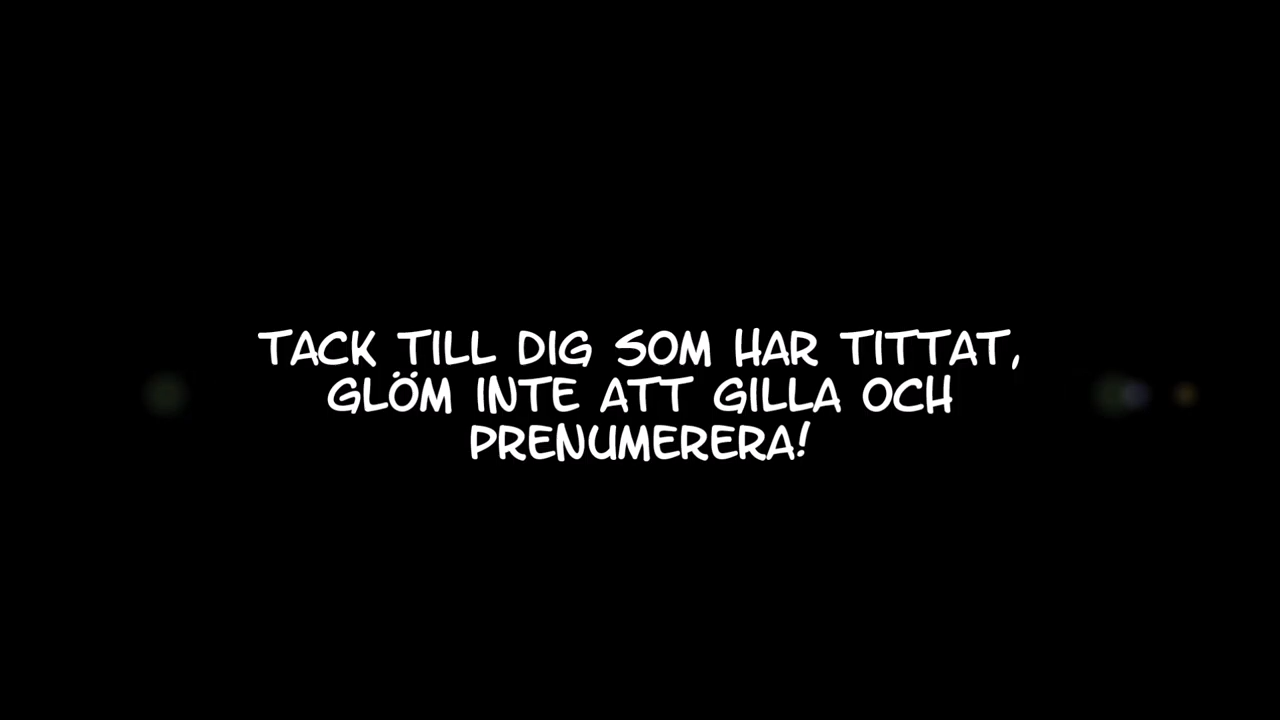 TACK TILL DIG SOM HAR TITTAT,
GLÖM INTE ATT GILLA OCH
PRENUMERERA!